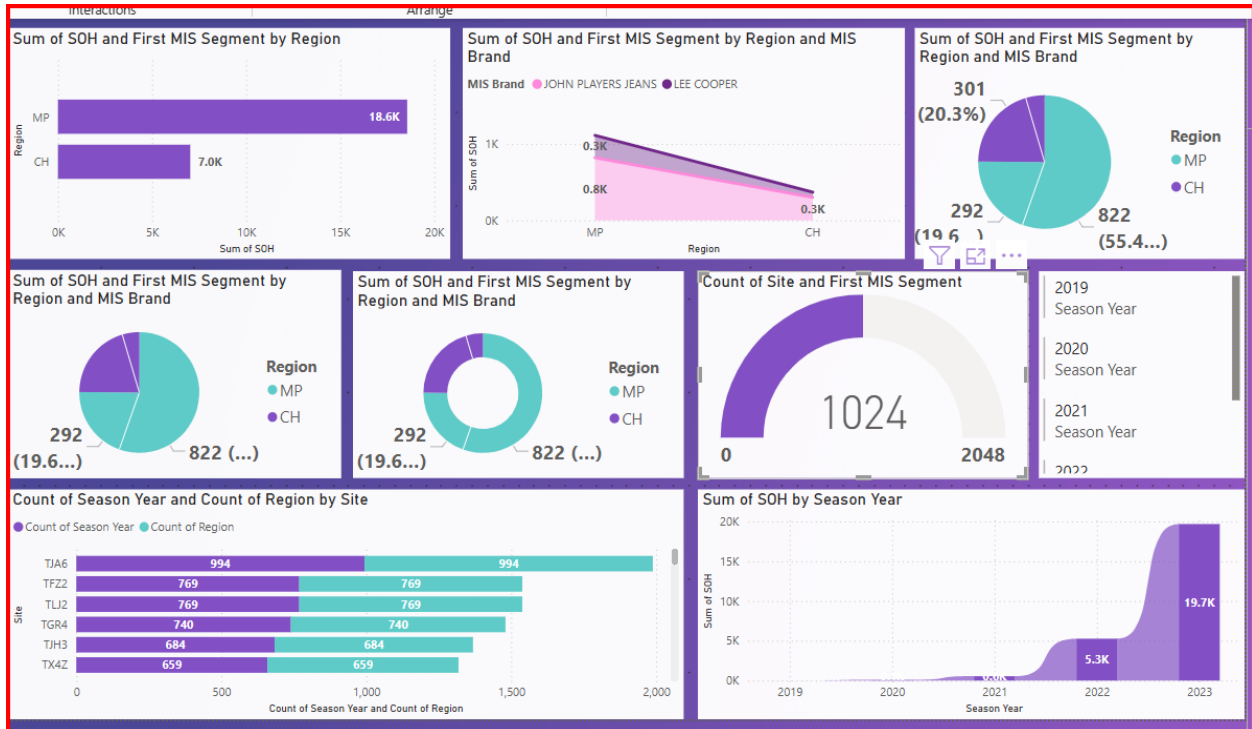 Interactions
Arrange
Sum of SOH and First MIS Segment by Region
MP
18.6K
CH
7.0K
Region
0K
5K
10K
15K
20K
Sum of SOH
Sum of SOH and First MIS Segment by Region and MIS
Brand
MIS Brand JOHN PLAYERS JEANS LEE COOPER
1K
0K
Sum of SOH
0.3K
0.8K
0.3K
MP
CH
Region
Sum of SOH and First MIS Segment by
Region and MIS Brand
301
(20.3%)
292
(19.6...)
822
(55.4...)
Region
MP
CH
Sum of SOH and First MIS Segment by
Region and MIS Brand
292
(19.6...)
822 (...)
Region
MP
CH
Sum of SOH and First MIS Segment by
Region and MIS Brand
292
(19.6...)
822 (...)
Region
MP
CH
Count of Site and First MIS Segment
1024
0
2048
2019
Season Year
2020
Season Year
2021
Season Year
2022
Count of Season Year and Count of Region by Site
Count of Season Year Count of Region
Site
TJA6 994 994
TFZ2 769 769
TLJ2 769 769
TGR4 740 740
TJH3 684 684
TX4Z 659 659
0
500
1,000
1,500
2,000
Count of Season Year and Count of Region
Sum of SOH by Season Year
20K
15K
10K
5K
0K
Sum of SOH
5.3K
19.7K
2019
2020
2021
2022
2023
Season Year